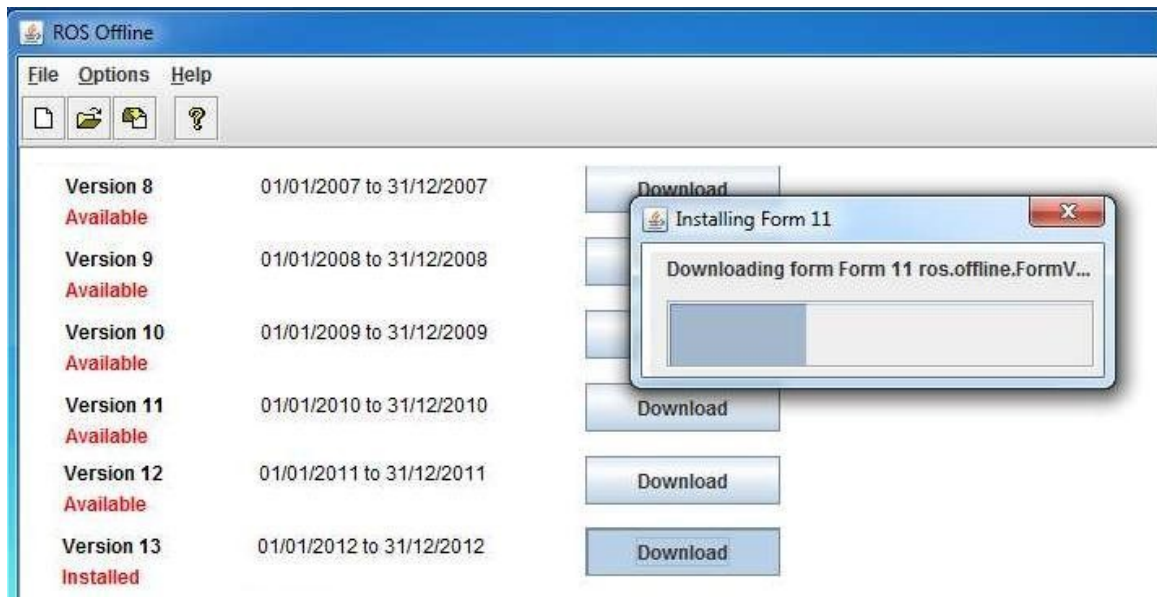 ROS Offline
File Options Help
Version 8 01/01/2007 to 31/12/2007 Download
Available
Installing Form 11
Version 9 01/01/2008 to 31/12/2008
Available
Downloading form Form 11 ros.offline.FormV...
Version 10 01/01/2009 to 31/12/2009
Available
Version 11 01/01/2010 to 31/12/2010 Download
Available
Version 12 01/01/2011 to 31/12/2011 Download
Available
Version 13 01/01/2012 to 31/12/2012 Download
Installed